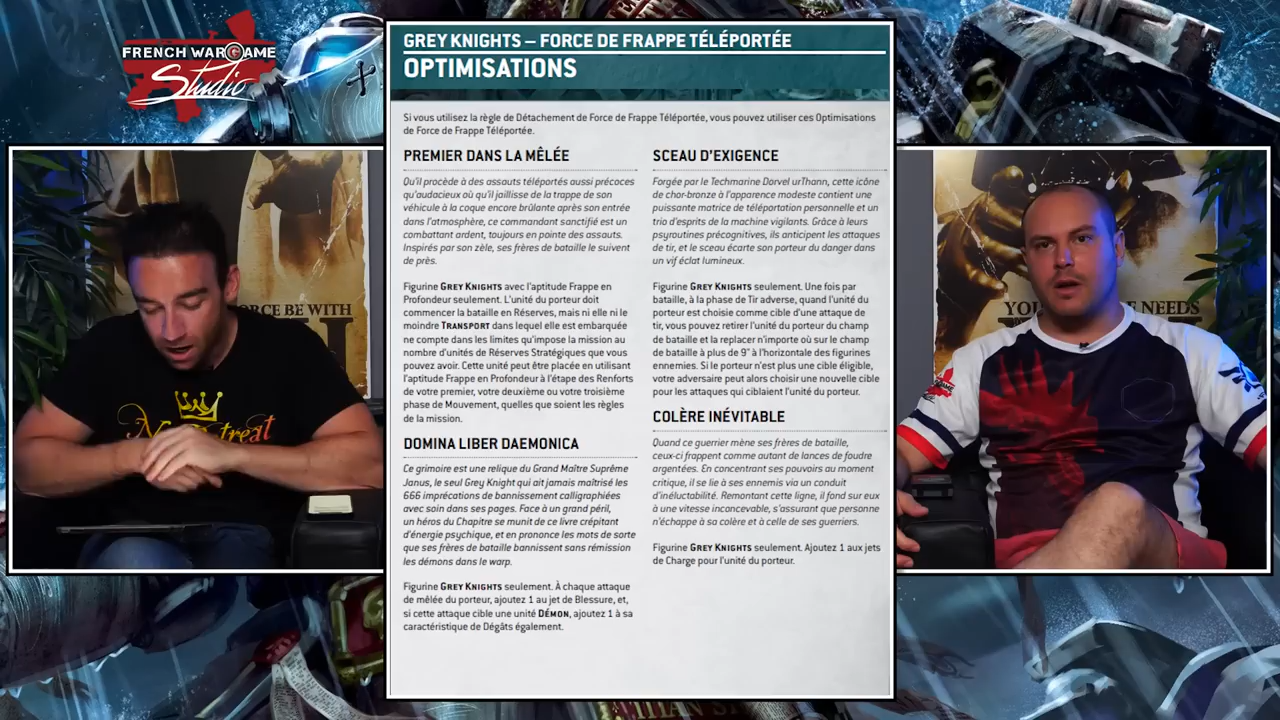 FRENCH WARGAME
Studio
GREY KNIGHTS – FORCE DE FRAPPE TÉLÉPORTÉE
OPTIMISATIONS
Si vous utilisez la règle de Détachement de Force de Frappe Téléportée, vous pouvez utiliser ces Optimisations
de Force de Frappe Téléportée.
PREMIER DANS LA MÊLÉE
Qu'il procède à des assauts téléportés aussi précoces
qu'audacieux où qu'il jaillisse de la trappe de son
véhicule à la coque encore brûlante après son entrée
dans l'atmosphère, ce commandant sanctifié est un
combattant ardent, toujours en pointe des assauts.
Inspirés par son zèle, ses frères de bataille le suivent
de près.
Figurine GREY KNIGHTS avec l'aptitude Frappe en
Profondeur seulement. L'unité du porteur doit
commencer la bataille en Réserves, mais ni elle ni le
moindre TRANSPORT dans lequel elle est embarquée
ne compte dans les limites qu'impose la mission au
nombre d'unités de Réserves Stratégiques que vous
pouvez avoir. Cette unité peut être placée en utilisant
l'aptitude Frappe en Profondeur à l'étape des Renforts
de votre premier, votre deuxième ou votre troisième
phase de Mouvement, quelles que soient les règles
de la mission.
DOMINA LIBER DAEMONICA
Ce grimoire est une relique du Grand Maître Suprême
Janus, le seul Grey Knight qui ait jamais maîtrisé les
666 imprécations de bannissement calligraphiées
avec soin dans ses pages. Face à un grand péril,
un héros du Chapitre se munit de ce livre crépitant
d'énergie psychique, et en prononce les mots de sorte
que ses frères de bataille bannissent sans rémission
les démons dans le warp.
Figurine GREY KNIGHTS seulement. À chaque attaque
de mêlée du porteur, ajoutez 1 au jet de Blessure, et,
si cette attaque cible une unité DÉMON, ajoutez 1 à sa
caractéristique de Dégâts également.
SCEAU D'EXIGENCE
Forgée par le Techmarine Dorvel urThann, cette icône
de chor-bronze à l'apparence modeste contient une
puissante matrice de téléportation personnelle et un
trio d'esprits de la machine vigilants. Grâce à leurs
psyroutines précognitives, ils anticipent les attaques
de tir, et le sceau écarte son porteur du danger dans
un vif éclat lumineux.
Figurine GREY KNIGHTS seulement. Une fois par
bataille, à la phase de Tir adverse, quand l'unité du
porteur est choisie comme cible d'une attaque de
tir, vous pouvez retirer l'unité du porteur du champ
de bataille et la replacer n'importe où sur le champ
de bataille à plus de 9" à l'horizontale des figurines
ennemies. Si le porteur n'est plus une cible éligible,
votre adversaire peut alors choisir une nouvelle cible
pour les attaques qui ciblaient l'unité du porteur.
COLÈRE INÉVITABLE
Quand ce guerrier mène ses frères de bataille,
ceux-ci frappent comme autant de lances de foudre
argentées. En concentrant ses pouvoirs au moment
critique, il se lie à ses ennemis via un conduit
d'inéluctabilité. Remontant cette ligne, il fond sur eux
à une vitesse inconcevable, s'assurant que personne
n'échappe à sa colère et à celle de ses guerriers.
Figurine GREY KNIGHTS seulement. Ajoutez 1 aux jets
de Charge pour l'unité du porteur.
BE WITH
NEEDS